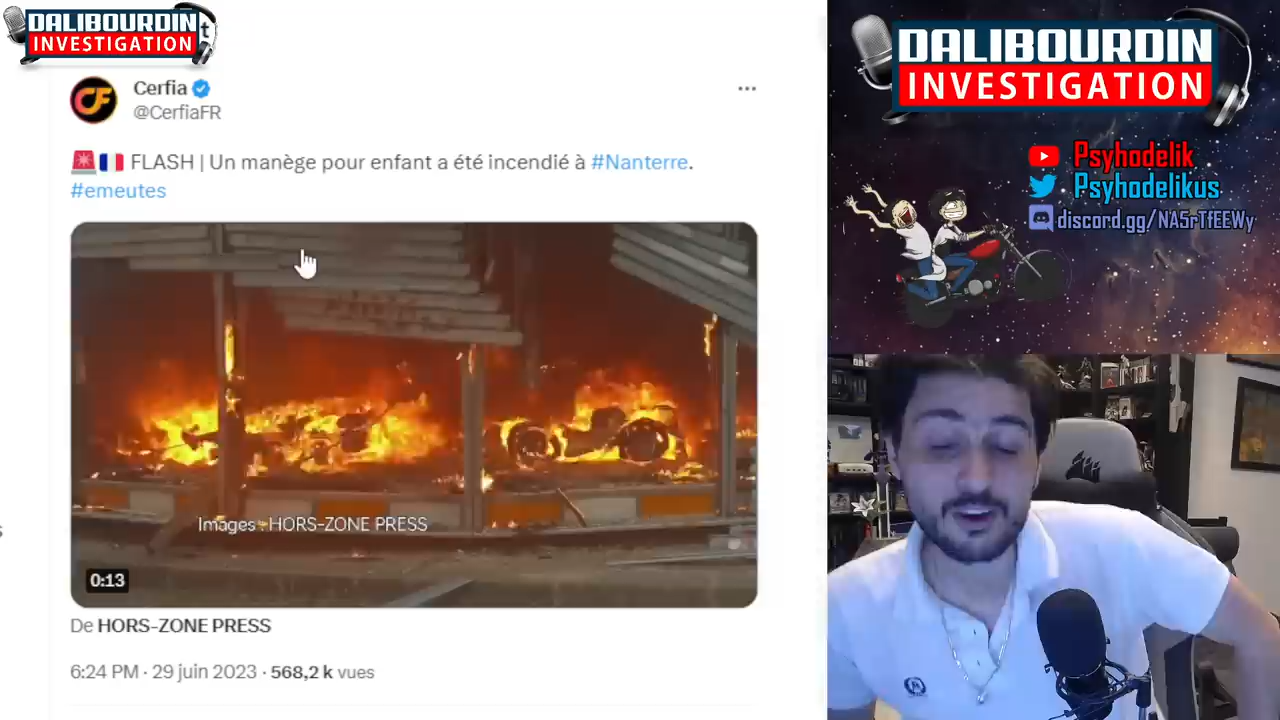 DALIBOURDIN
INVESTIGATION
Cerfia
@CerfiaFR
FLASH | Un manège pour enfant a été incendié à #Nanterre.
#emeutes
Images : HORS-ZONE PRESS
0:13
De HORS-ZONE PRESS
6:24 PM · 29 juin 2023 · 568,2 k vues
DALIBOURDIN
INVESTIGATION
Psyhodelik
Psyhodelikus
discord.gg/NA5rTfEEWy